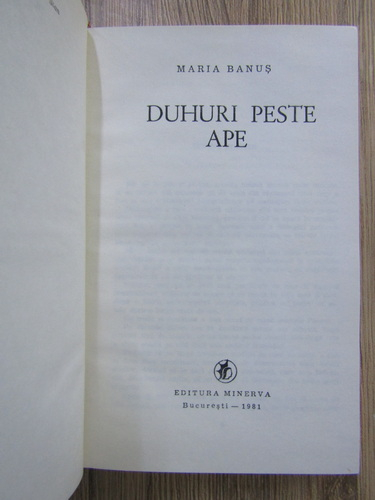 MARIA BANUȘ
DUHURI PESTE
APE
EDITURA MINERVA
București — 1981